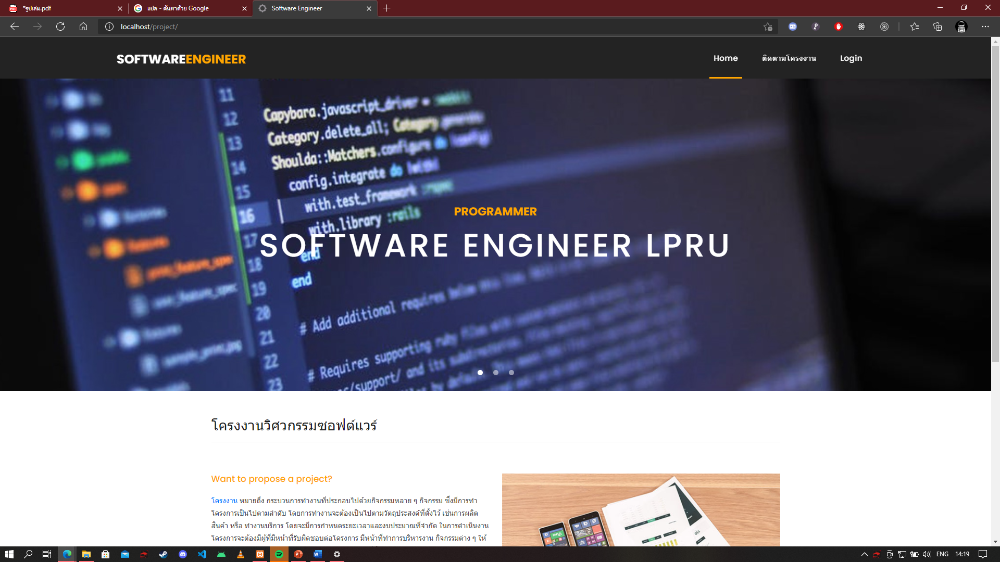 *รูปเล่ม.pdf
แปล - ค้นหาด้วย Google
Software Engineer
localhost/project/
SOFTWAREENGINEER
Home
ติดตามโครงงาน
Login
11
12
Capybara.javascript_driver =
13
Category.delete_all; Category.generate
14
Shoulda::Matchers.configure do |config|
15
config.integrate do |with|
16
with.test_framework :rspec
PROGRAMMER
17
with.library :rails
SOFTWARE ENGINEER LPRU
18
end
19
end
20
21
# Add additional requires below this line.
22
# Requires supporting ruby files with
23
/support/ and its subdirectories.
by default.
โครงงานวิศวกรรมซอฟต์แวร์
Want to propose a project?
โครงงาน หมายถึง กระบวนการทำงานที่ประกอบไปด้วยกิจกรรมหลาย ๆ กิจกรรม ซึ่งมีการทำ
โครงการเป็นไปตามลำดับ โดยการทำงานจะต้องเป็นไปตามวัตถุประสงค์ที่ตั้งไว้ เช่นการผลิต
สินค้า หรือ ทำงานบริการ โดยจะมีการกำหนดระยะเวลาและงบประมาณที่จำกัด ในการดำเนินงาน
โครงการจะต้องมีผู้ที่มีหน้าที่รับผิดชอบต่อโครงการ มีหน้าที่ทำการบริหารงาน กิจกรรมต่าง ๆ ให้
ENG
14:19